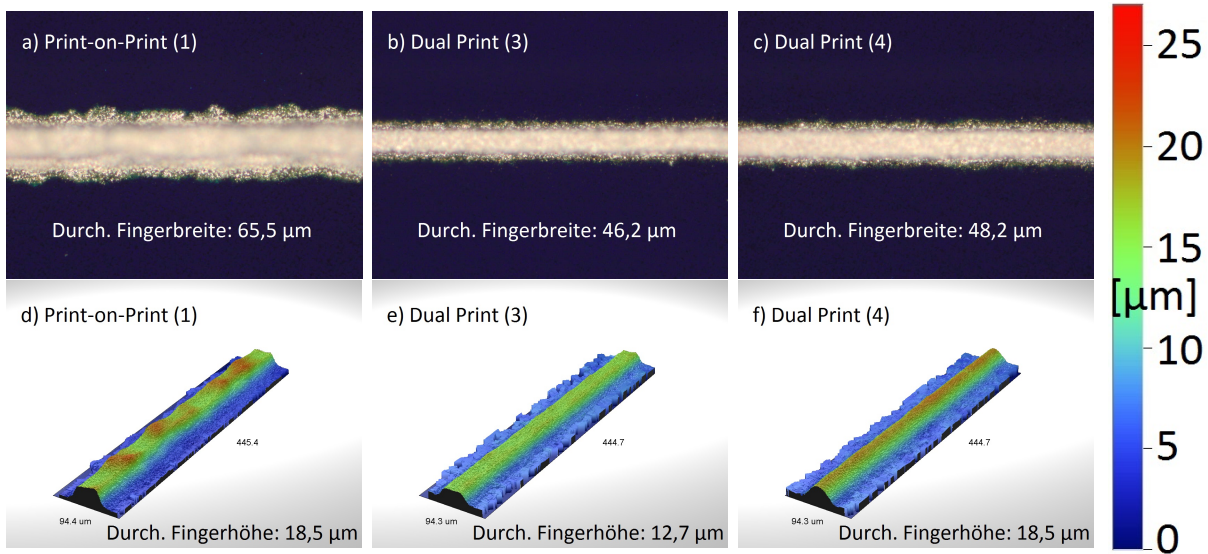 a) Print-on-Print (1)
b) Dual Print (3)
c) Dual Print (4)
Durch. Fingerbreite: 65,5 µm
Durch. Fingerbreite: 46,2 µm
Durch. Fingerbreite: 48,2 µm
d) Print-on-Print (1)
e) Dual Print (3)
f) Dual Print (4)
445.4
444.7
444.7
94.4 um
94.3 um
94.3 um
Durch. Fingerhöhe: 18,5 µm
Durch. Fingerhöhe: 12,7 µm
Durch. Fingerhöhe: 18,5 µm
25
20
15
[µm]
10
5
0